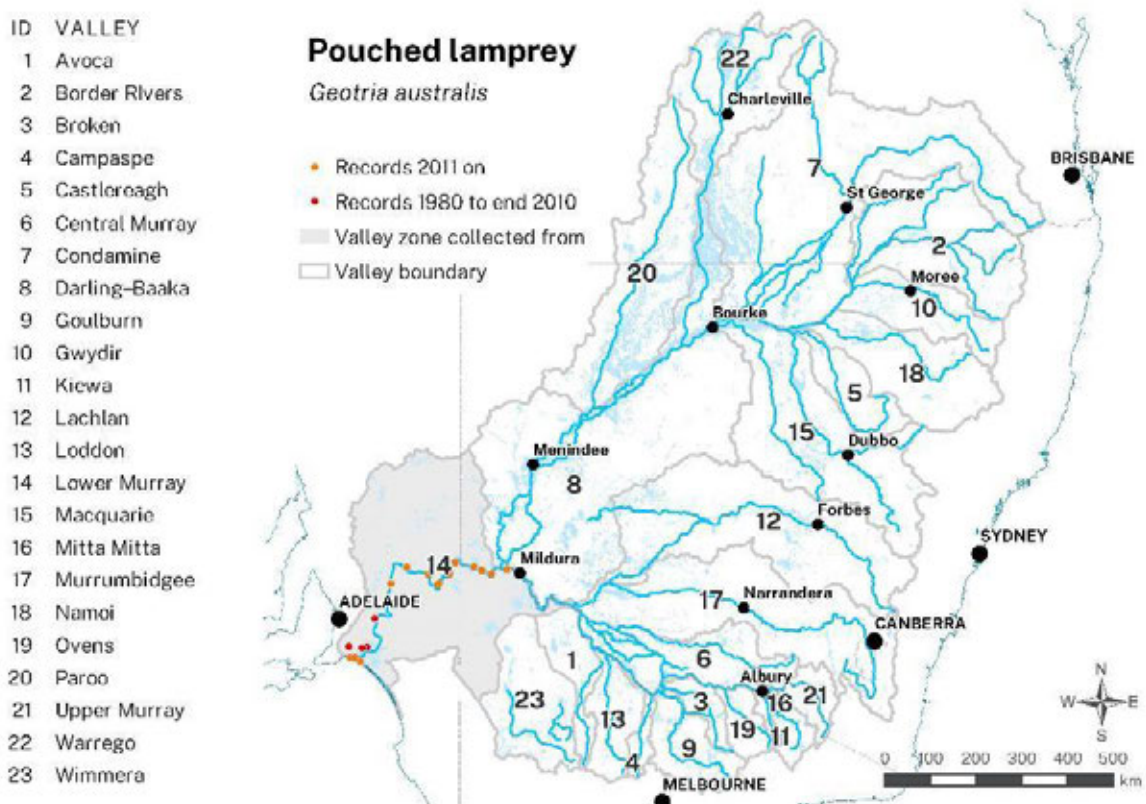 ID VALLEY
1 Avoca
2 Border Rivers
3 Broken
4 Campaspe
5 Castlereagh
6 Central Murray
7 Condamine
8 Darling–Baaka
9 Goulburn
10 Gwydir
11 Kiewa
12 Lachlan
13 Loddon
14 Lower Murray
15 Macquarie
16 Mitta Mitta
17 Murrumbidgee
18 Namoi
19 Ovens
20 Paroo
21 Upper Murray
22 Warrego
23 Wimmera
Pouched lamprey
Geotria australis
Records 2011 on
Records 1980 to end 2010
Valley zone collected from
Valley boundary
22
Charleville
BRISBANE
7
St George
2
20
Moree
10
Bourke
18
5
15
Dubbo
Menindee
8
12
Forbes
SYDNEY
14
Mildura
ADELAIDE
17
Narrandera
CANBERRA
1
6
Albury
23
3
16
21
13
19
11
9
4
MELBOURNE
N
W E
S
0 100 200 300 400 500
km